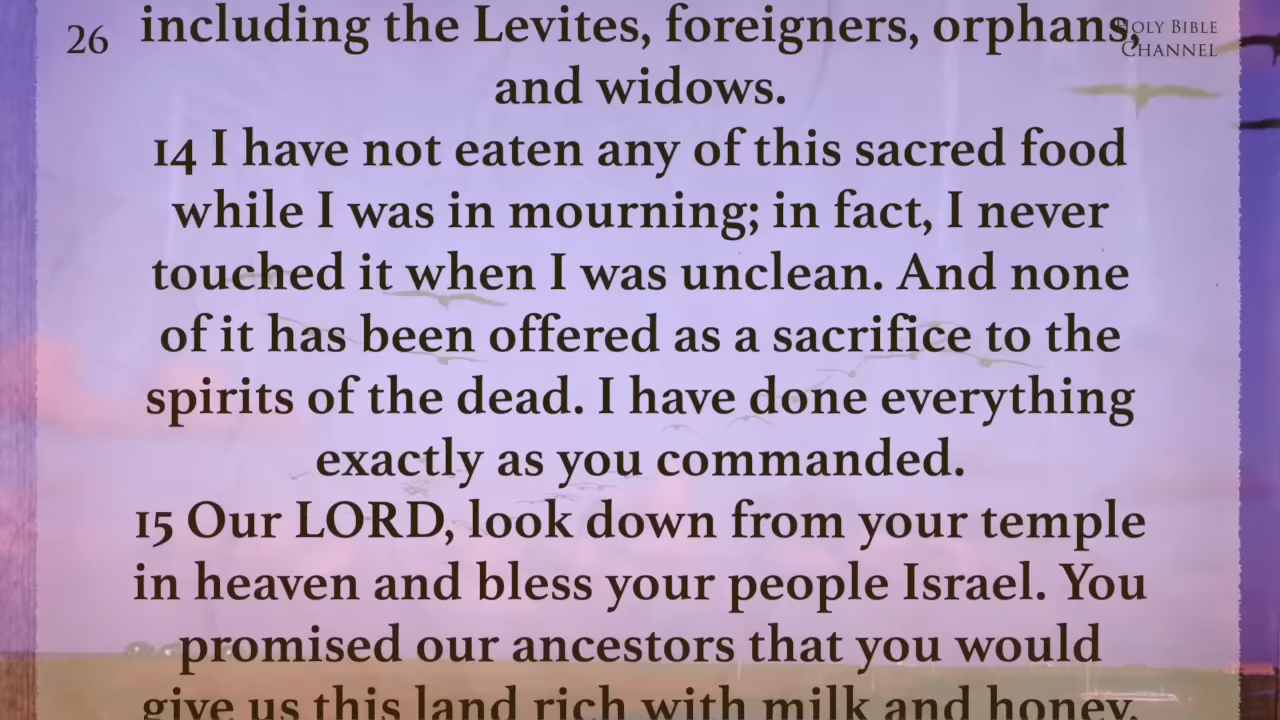 26
HOLY BIBLE
CHANNEL
including the Levites, foreigners, orphans,
and widows.
14 I have not eaten any of this sacred food
while I was in mourning; in fact, I never
touched it when I was unclean. And none
of it has been offered as a sacrifice to the
spirits of the dead. I have done everything
exactly as you commanded.
15 Our LORD, look down from your temple
in heaven and bless your people Israel. You
promised our ancestors that you would
give us this land rich with milk and honey,